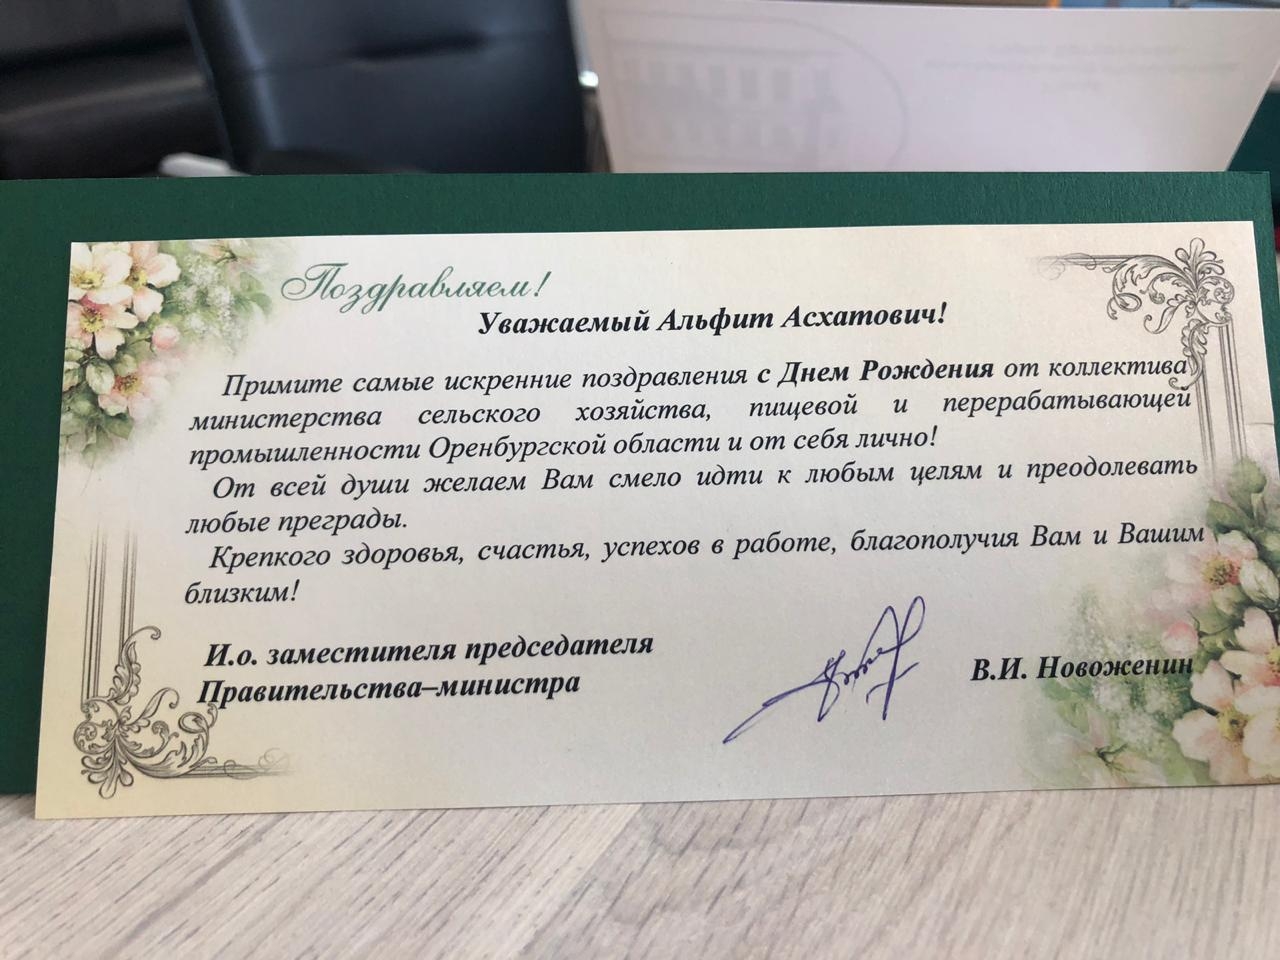 Поздравляем!
Уважаемый Альфит Асхатович!
Примите самые искренние поздравления с Днем Рождения от коллектива
министерства сельского хозяйства, пищевой и перерабатывающей
промышленности Оренбургской области и от себя лично!
От всей души желаем Вам смело идти к любым целям и преодолевать
любые преграды.
Крепкого здоровья, счастья, успехов в работе, благополучия Вам и Вашим
близким!
И.о. заместителя председателя
Правительства–министра
В.И. Новоженин